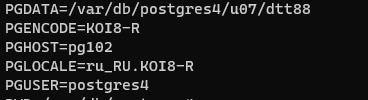 PGDATA=/var/db/postgres4/u07/dtt88
PGENCODE=KOI8-R
PGHOST=pg102
PGLOCALE=ru_RU.KOI8-R
PGUSER=postgres4